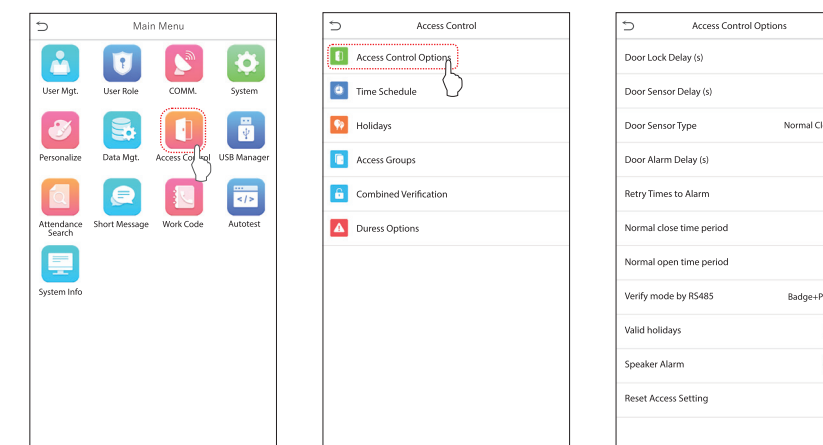 Main Menu
User Mgt. User Role COMM. System
Personalize Data Mgt. Access Control USB Manager
Attendance Search Short Message Work Code Autotest
System Info
Access Control
Access Control Options
Time Schedule
Holidays
Access Groups
Combined Verification
Duress Options
Access Control Options
Door Lock Delay (s)
Door Sensor Delay (s)
Door Sensor Type Normal Cl
Door Alarm Delay (s)
Retry Times to Alarm
Normal close time period
Normal open time period
Verify mode by RS485 Badge+P
Valid holidays
Speaker Alarm
Reset Access Setting